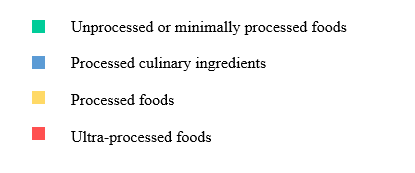 Unprocessed or minimally processed foods
Processed culinary ingredients
Processed foods
Ultra-processed foods